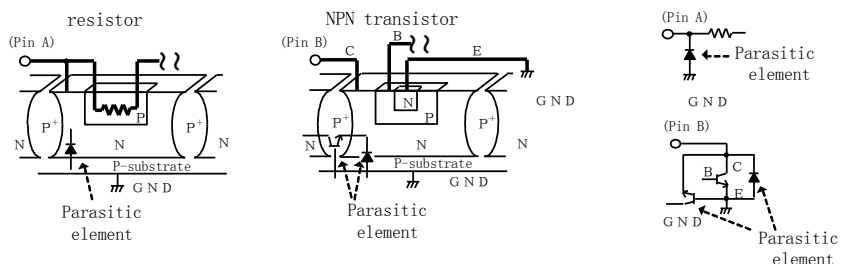 resistor
(Pin A)
P+
P
P+
N
N
N
P-substrate
GND
Parasitic
element
NPN transistor
(Pin B)
C
B
E
N
P+
P
P+
N
N
N
P-substrate
GND
GND
Parasitic
element
(Pin A)
Parasitic
element
GND
(Pin B)
C
B
E
GND
Parasitic
element